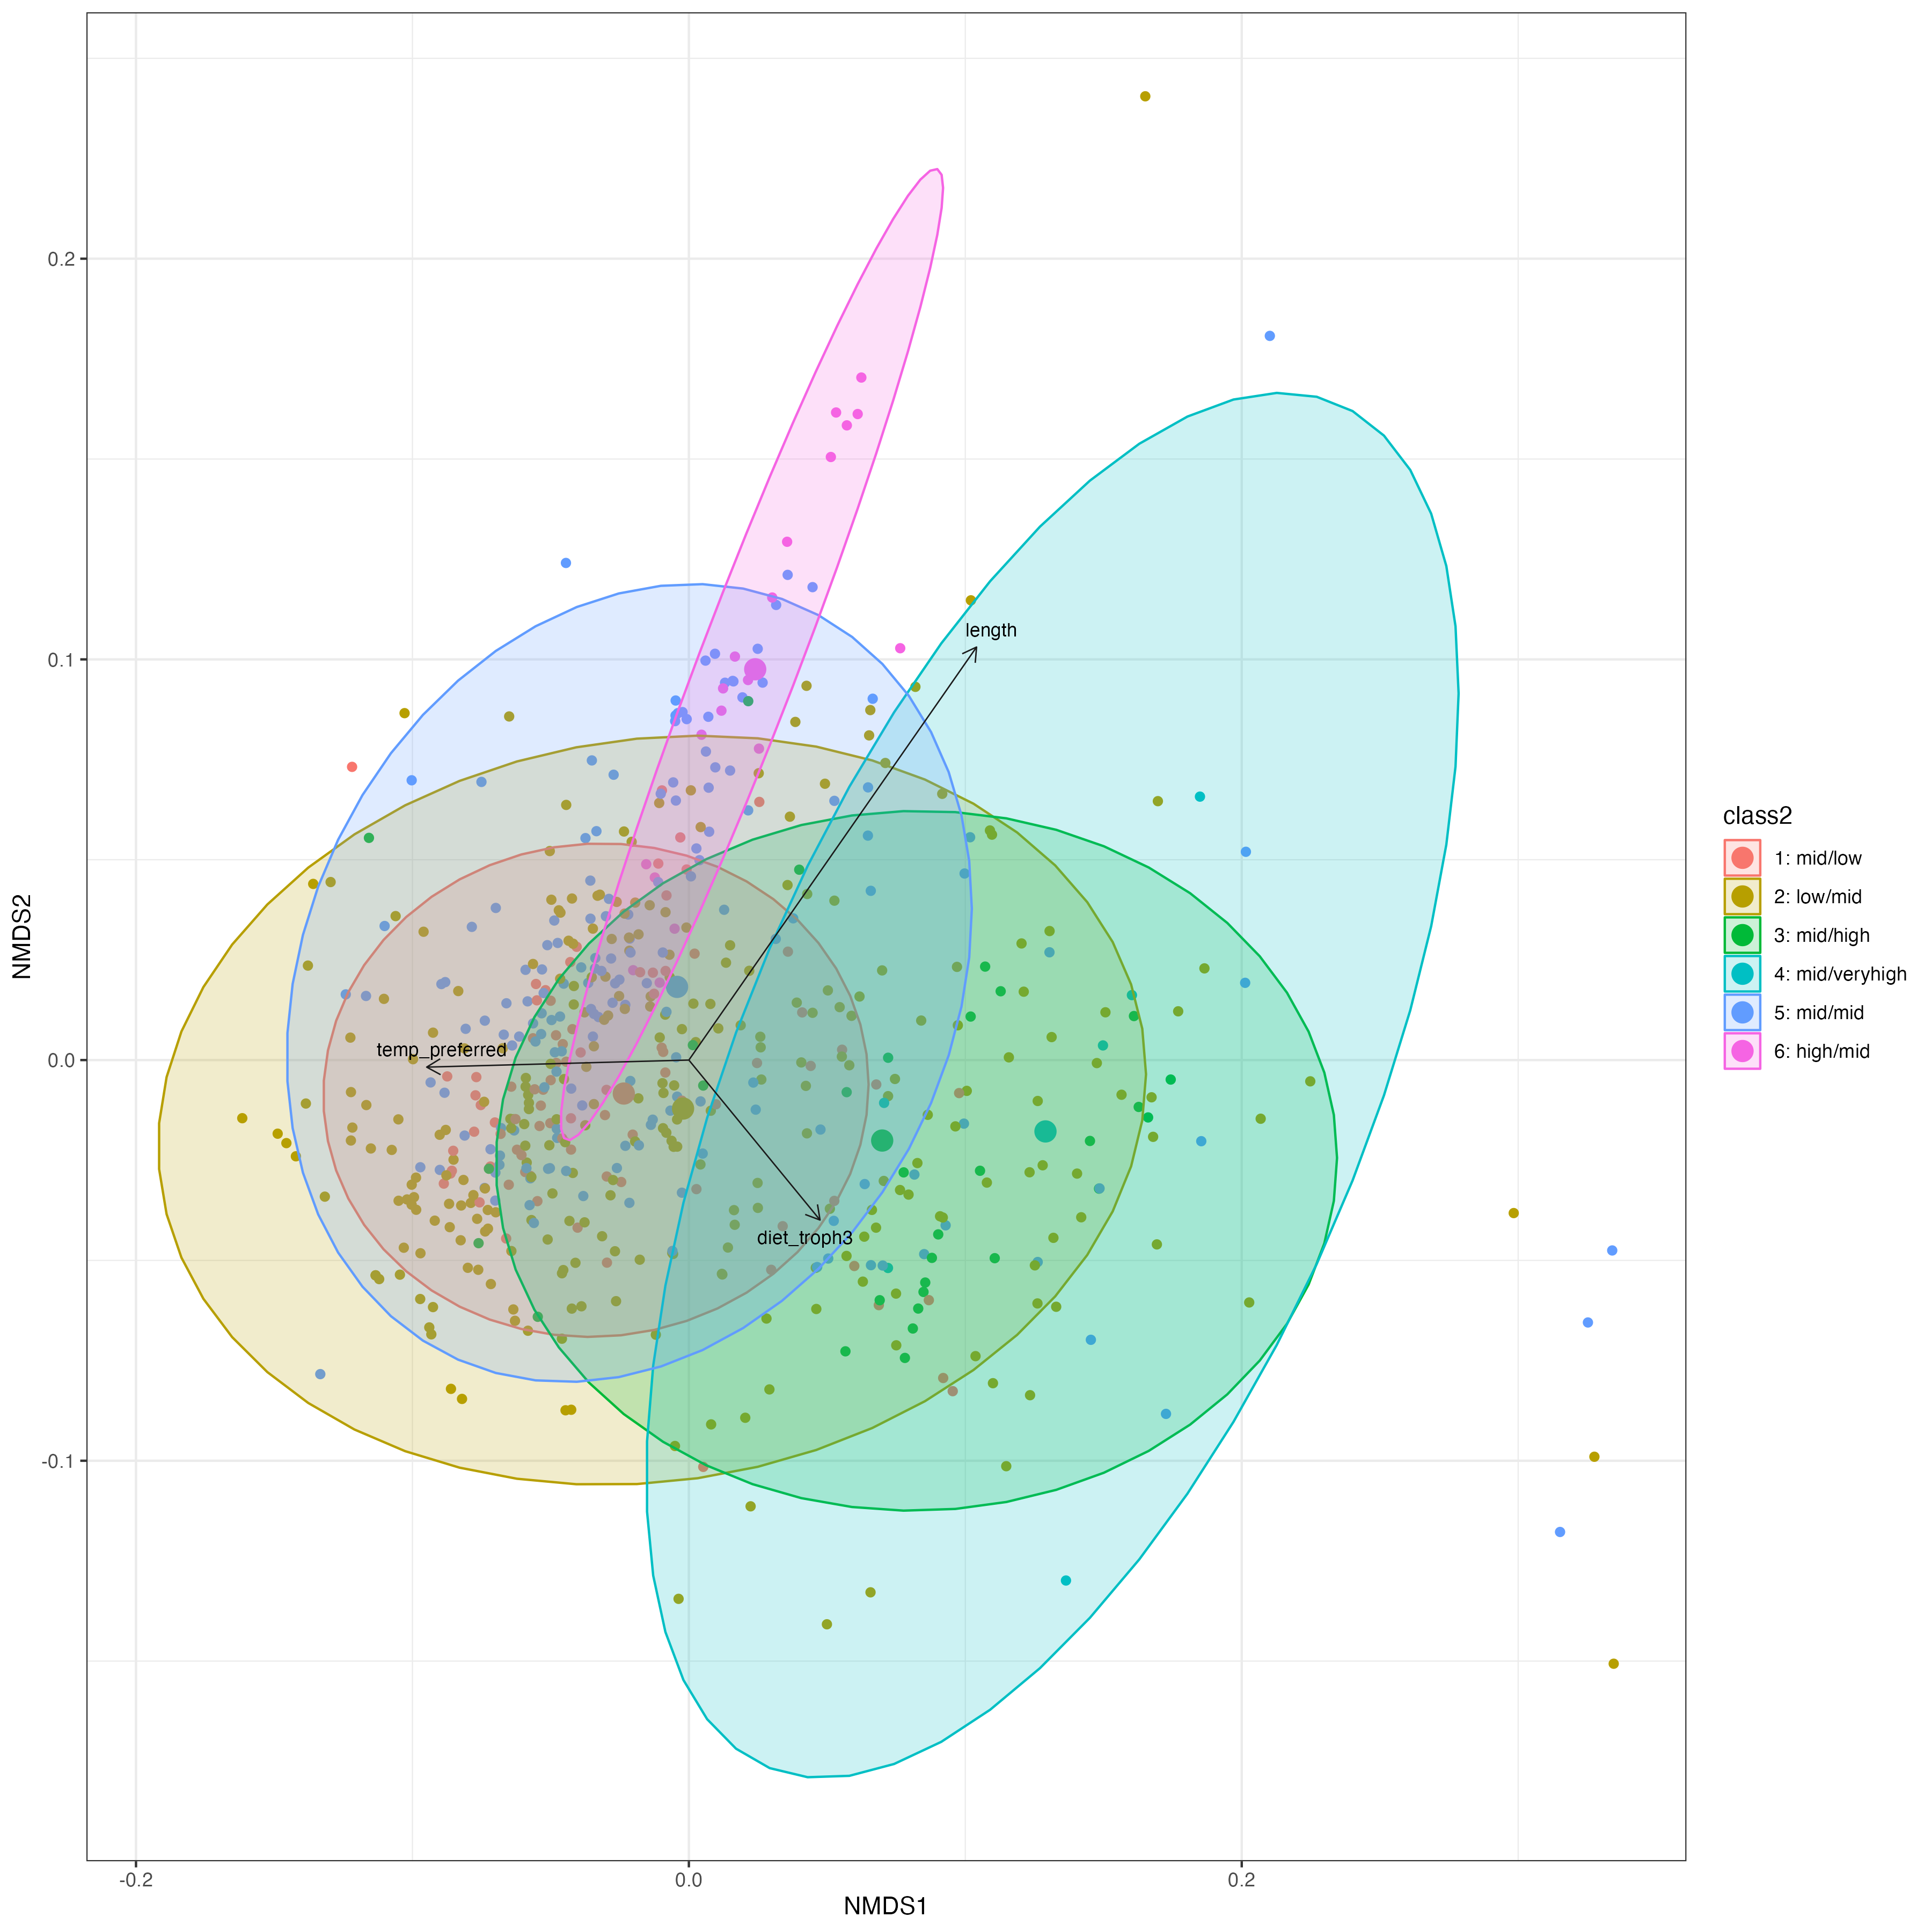 0.2
0.1
0.0
-0.1
NMDS2
length
temp_preferred
diet_troph3
-0.2
0.0
0.2
NMDS1
class2
1: mid/low
2: low/mid
3: mid/high
4: mid/veryhigh
5: mid/mid
6: high/mid